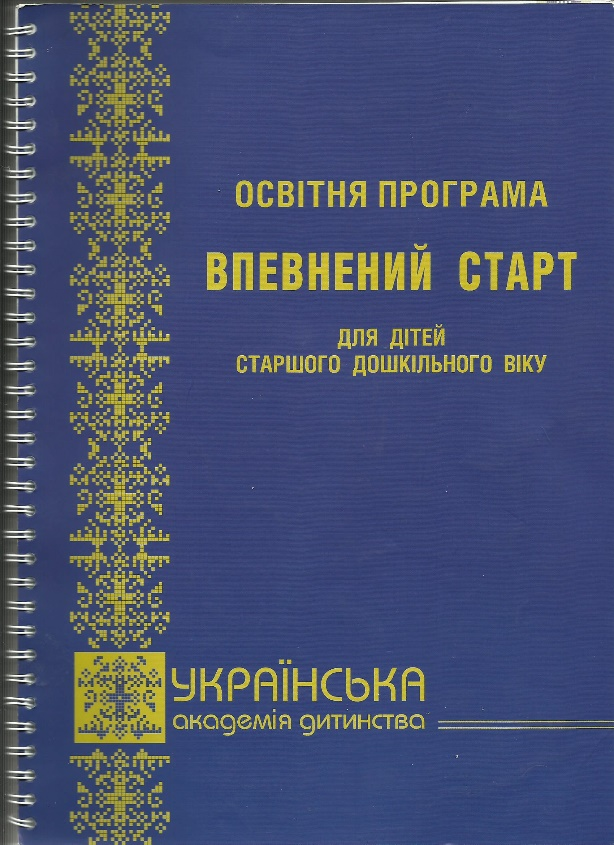 ОСВІТНЯ ПРОГРАМА
ВПЕВНЕНИЙ СТАРТ
ДЛЯ ДІТЕЙ
СТАРШОГО ДОШКІЛЬНОГО ВІКУ
УКРАЇНСЬКА
академія дитинства